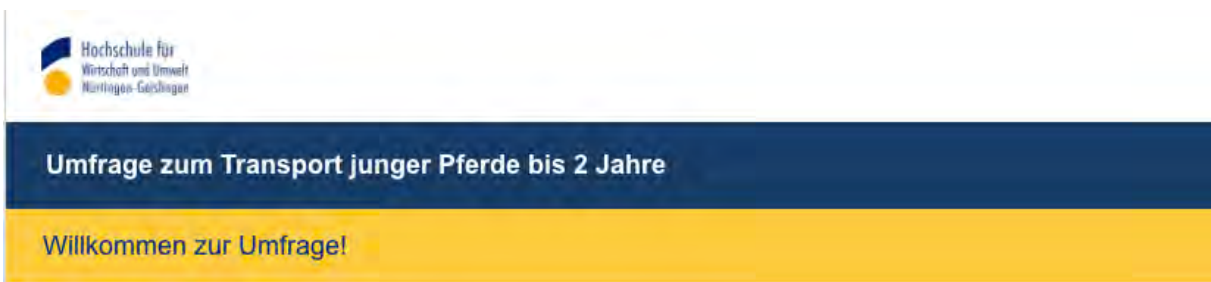 Hochschule für
Wirtschaft und Umwelt
Nürtingen-Geislingen
Umfrage zum Transport junger Pferde bis 2 Jahre
Willkommen zur Umfrage!